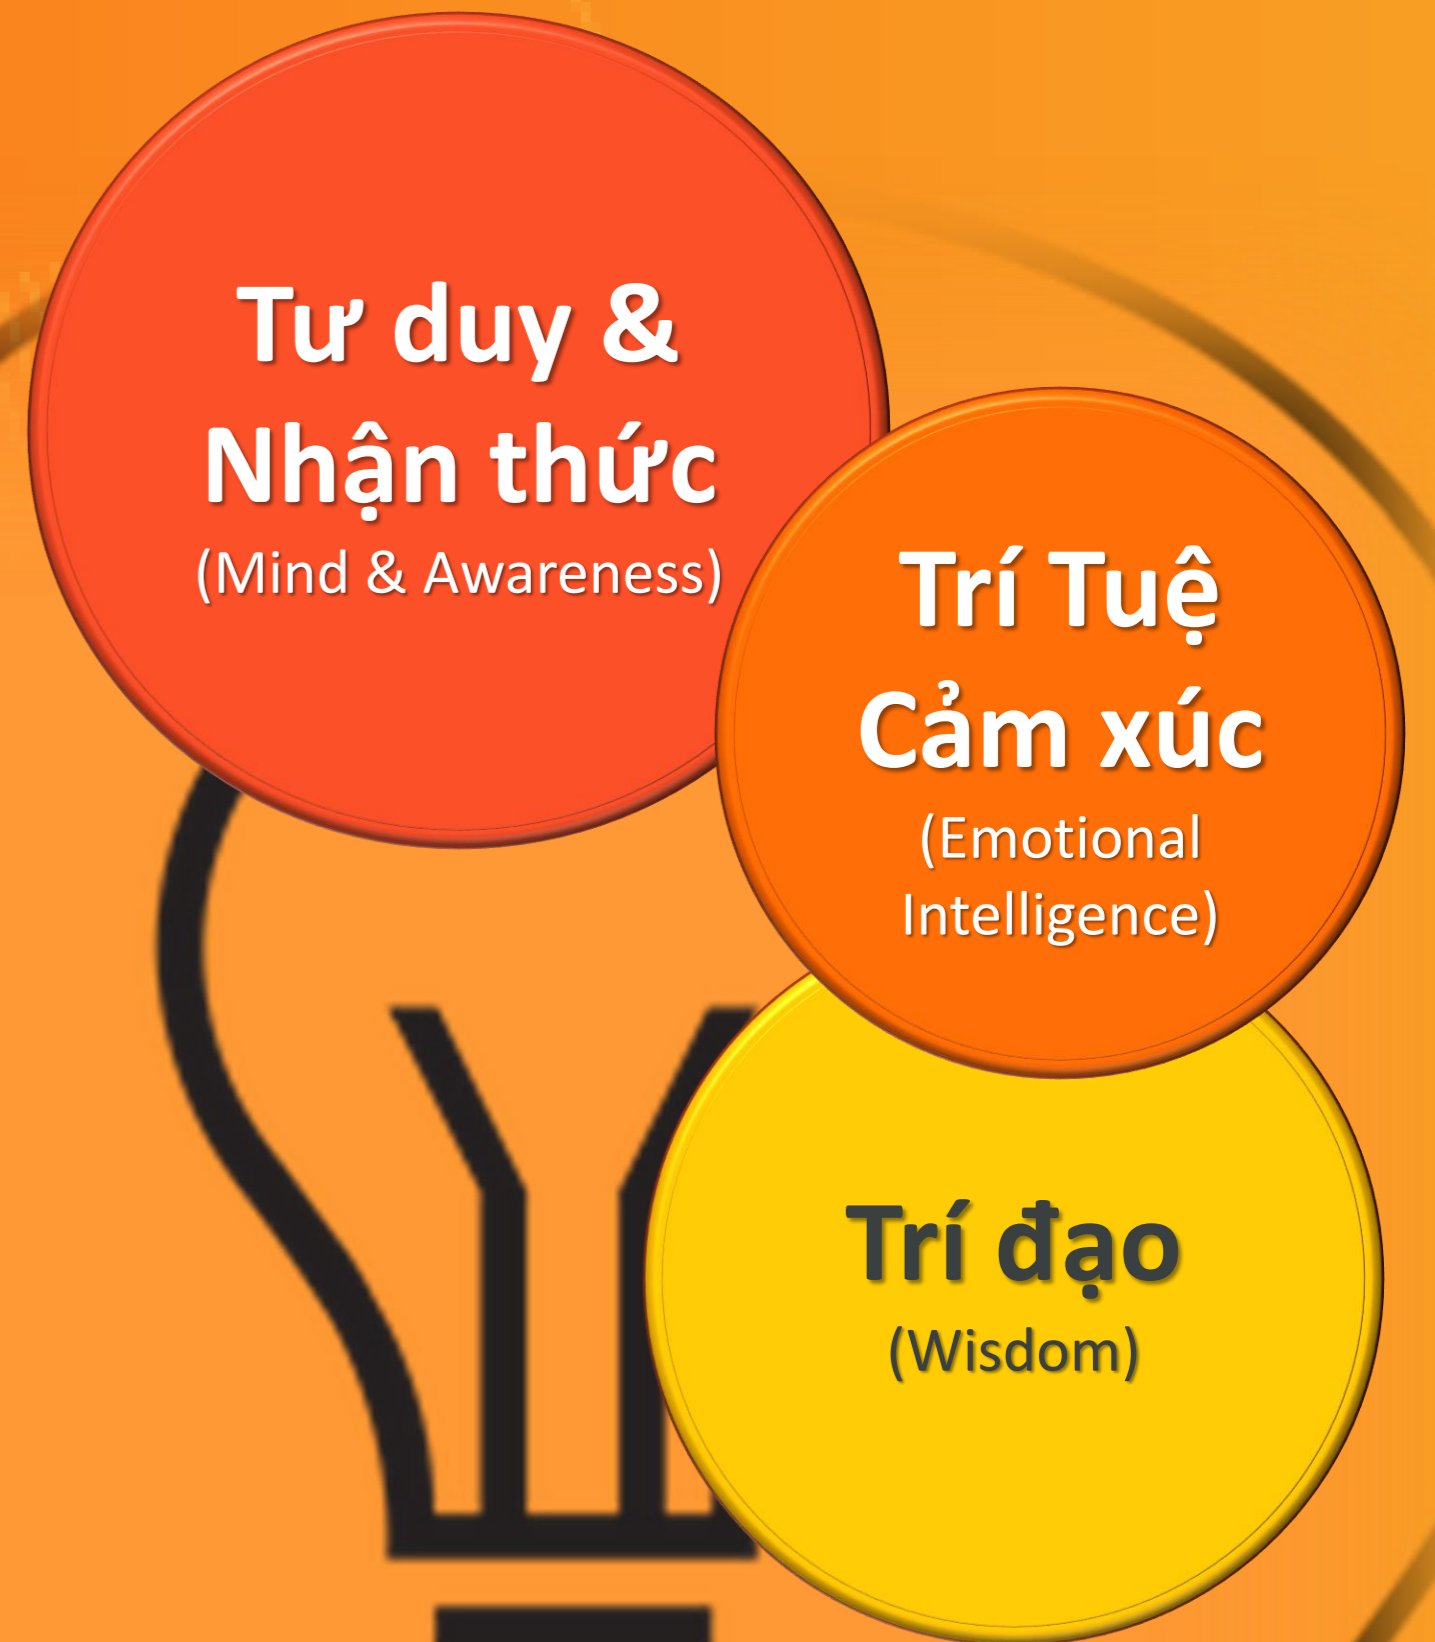 Tư duy &
Nhận thức
(Mind & Awareness)
Trí Tuệ
Cảm xúc
(Emotional
Intelligence)
Trí đạo
(Wisdom)